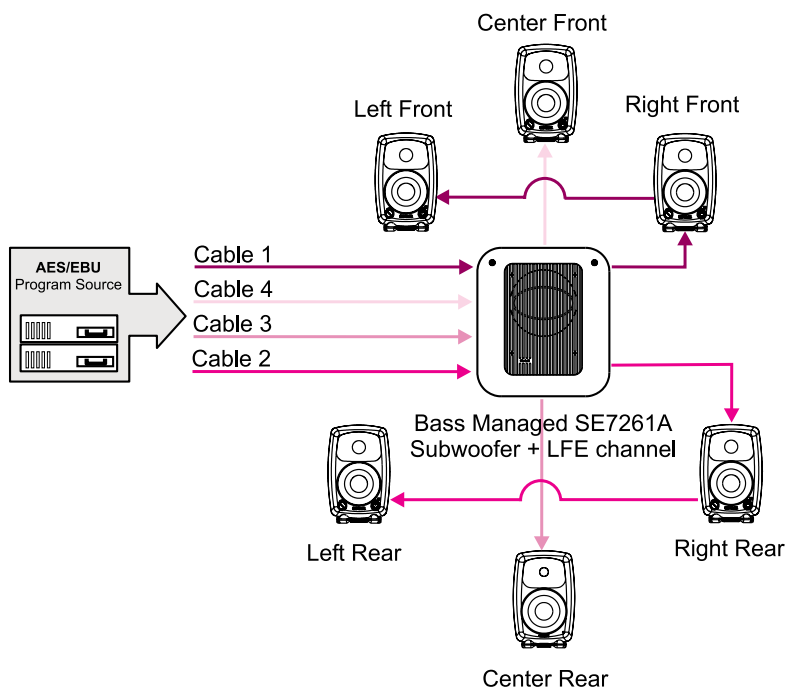 Center Front
Left Front
Right Front
AES/EBU
Program Source
Cable 1
Cable 4
Cable 3
Cable 2
Bass Managed SE7261A
Subwoofer + LFE channel
Left Rear
Right Rear
Center Rear